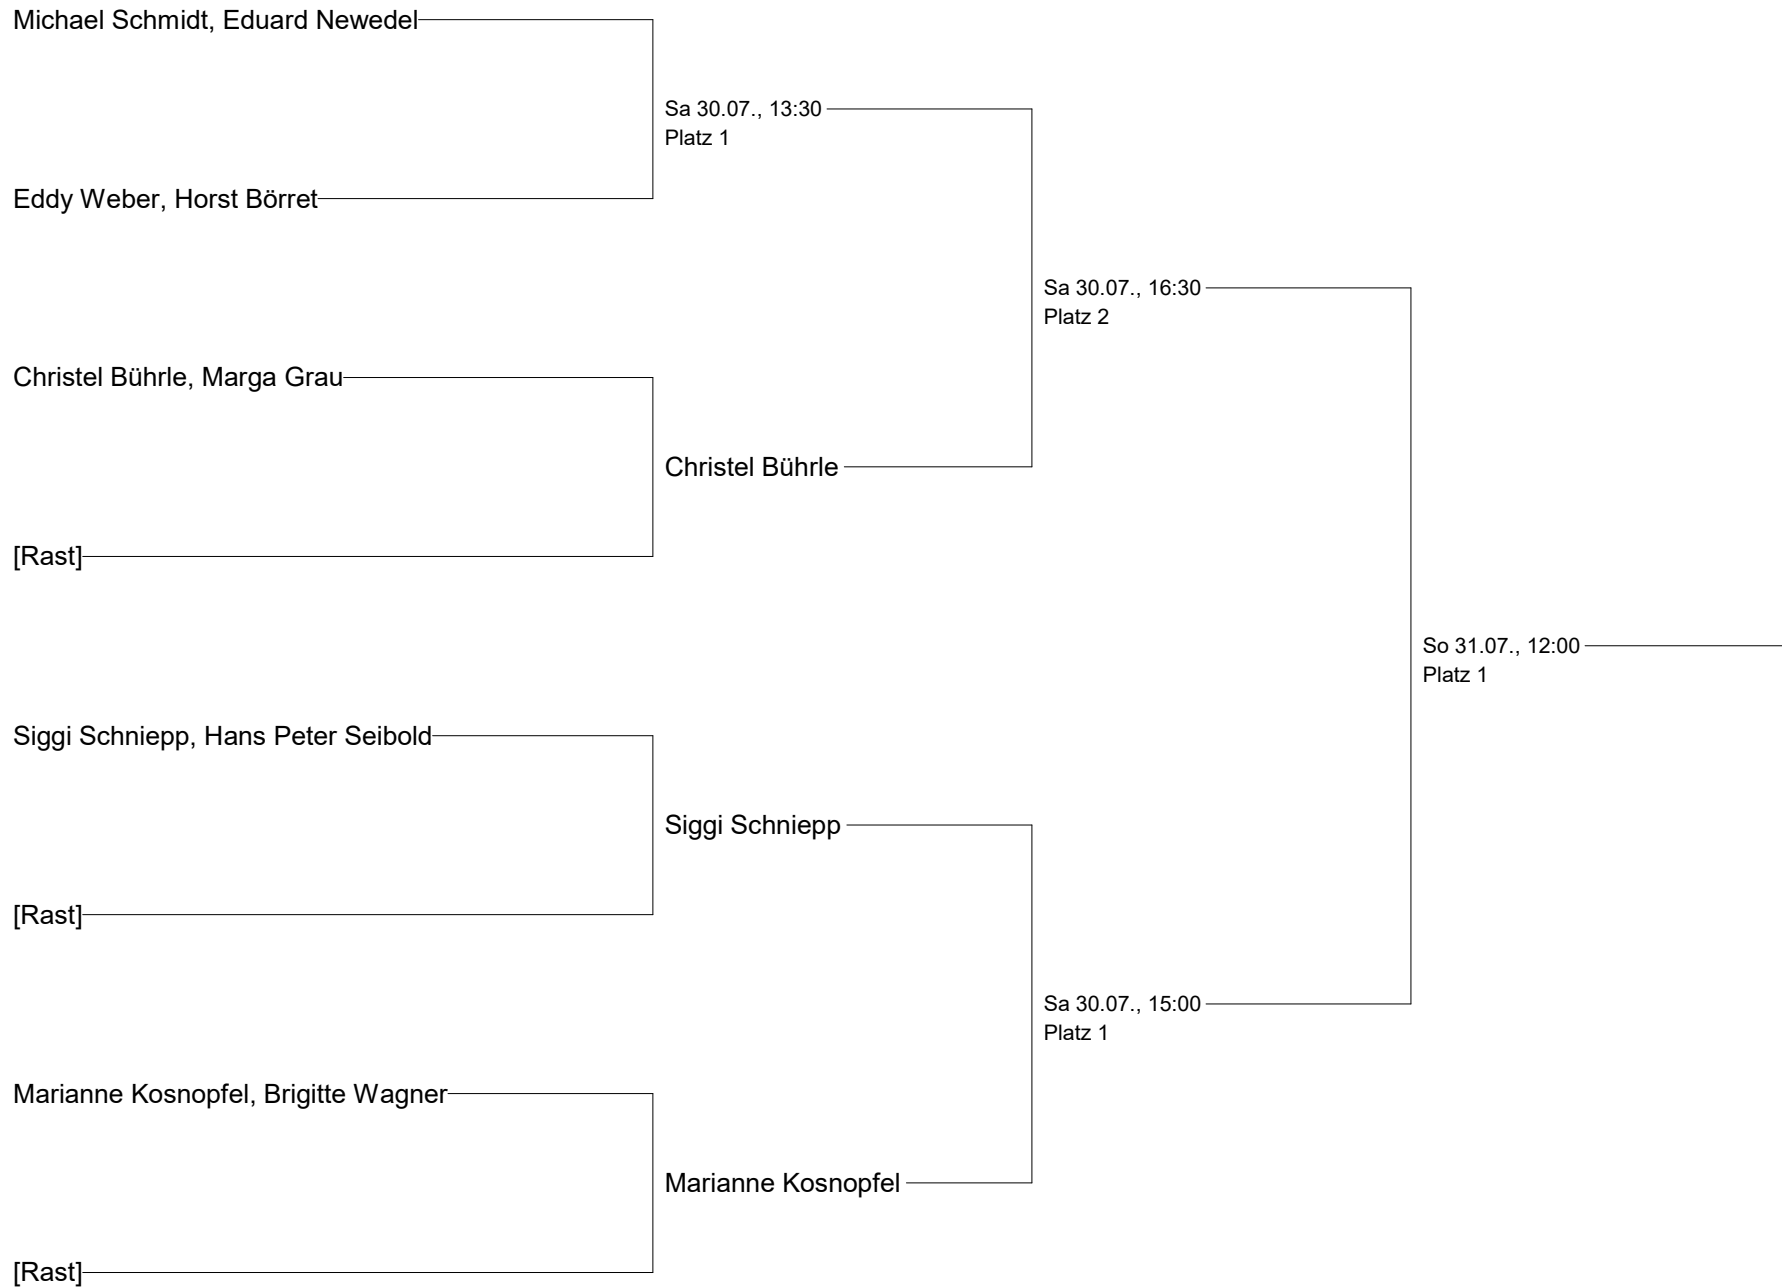 Michael Schmidt, Eduard Newedel
Sa 30.07., 13:30
Platz 1
Eddy Weber, Horst Börret
Sa 30.07., 16:30
Platz 2
Christel Bührle, Marga Grau
Christel Bührle
[Rast]
So 31.07., 12:00
Platz 1
Siggi Schniepp, Hans Peter Seibold
Siggi Schniepp
[Rast]
Sa 30.07., 15:00
Platz 1
Marianne Kosnopfel, Brigitte Wagner
Marianne Kosnopfel
[Rast]